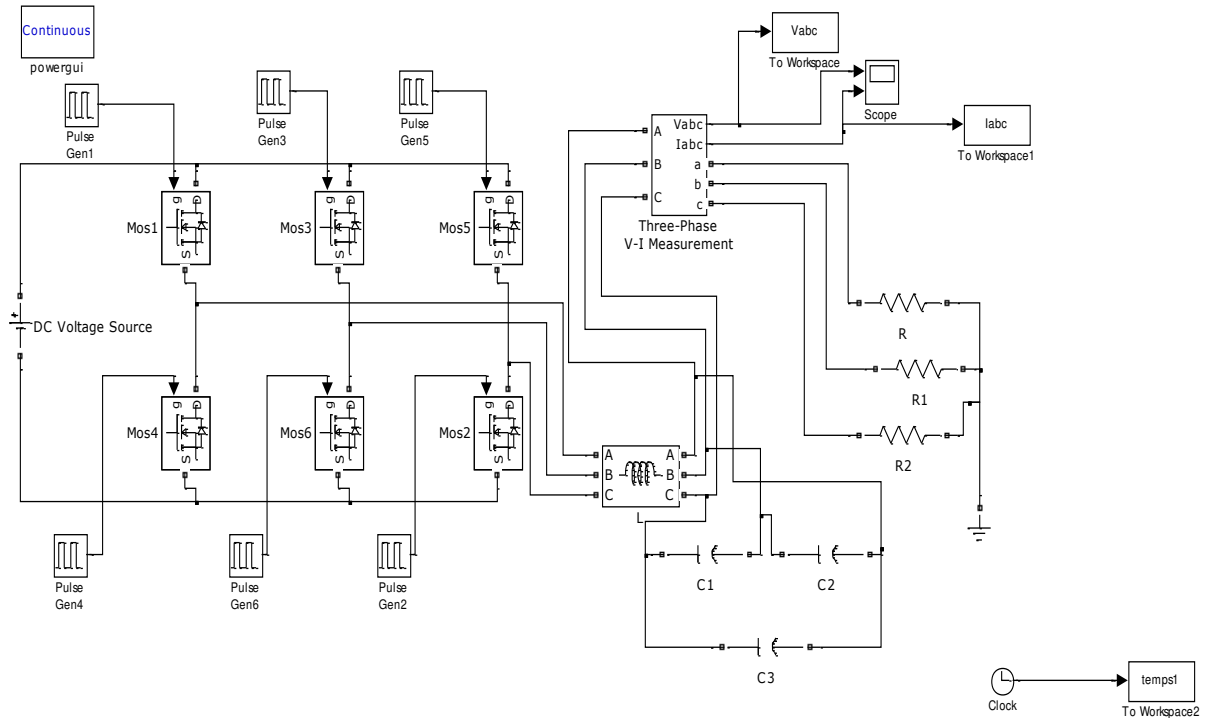 Continuous
powergui
Pulse
Gen1
Pulse
Gen3
Pulse
Gen5
Vabc
To Workspace
Scope
Iabc
To Workspace1
A
B
C
Vabc
Iabc
a
b
c
Three-Phase
V-I Measurement
g
D
S
Mos1
g
D
S
Mos3
g
D
S
Mos5
+
DC Voltage Source
R
R1
R2
g
D
S
Mos4
g
D
S
Mos6
g
D
S
Mos2
A
B
C
A
B
C
L
Pulse
Gen4
Pulse
Gen6
Pulse
Gen2
C1
C2
C3
Clock
temps1
To Workspace2